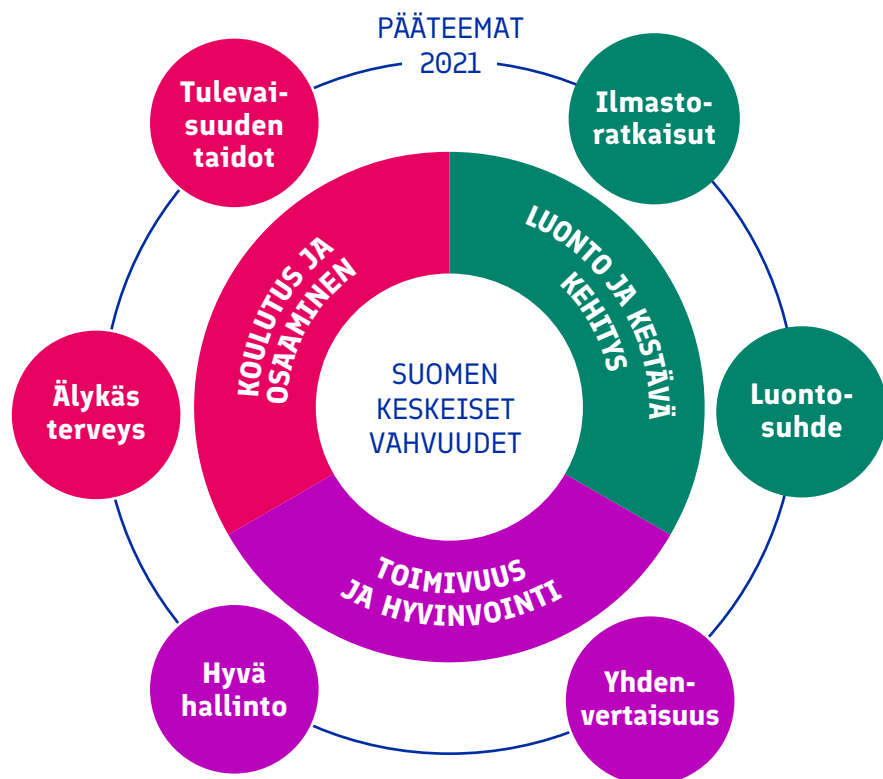 PÄÄTEEMAT
2021
Tulevai-
suuden
taidot
Ilmasto-
ratkaisut
KOULUTUS JA
OSAAMINEN
LUONTO JA KESTÄVÄ
KEHITYS
SUOMEN
KESKEISET
VAHVUUDET
Älykäs
terveys
Luonto-
suhde
TOIMIVUUS
JA HYVINVOINTI
Hyvä
hallinto
Yhden-
vertaisuus